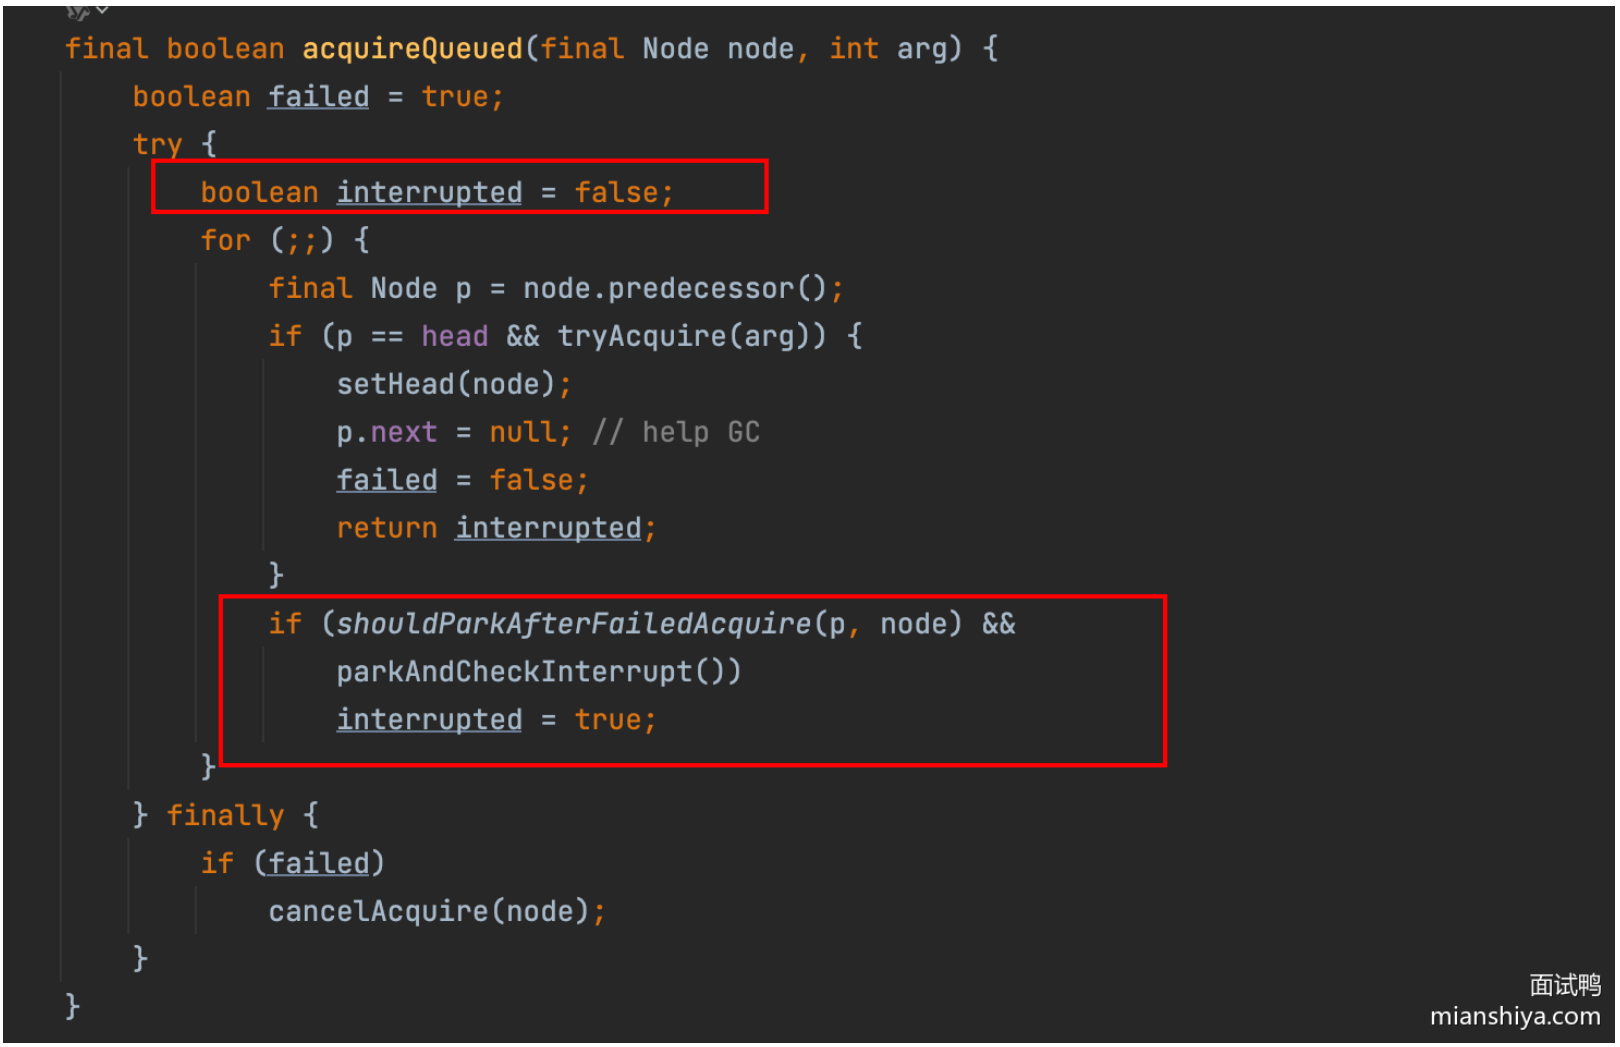 final boolean acquireQueued(final Node node, int arg) {
boolean failed = true;
try {
boolean interrupted = false;
for (;;) {
final Node p = node.predecessor();
if (p == head && tryAcquire(arg)) {
setHead(node);
p.next = null; // help GC
failed = false;
return interrupted;
}
if (shouldParkAfterFailedAcquire(p, node) &&
parkAndCheckInterrupt())
interrupted = true;
}
} finally {
if (failed)
cancelAcquire(node);
}
}
面试鸭
mianshiya.com